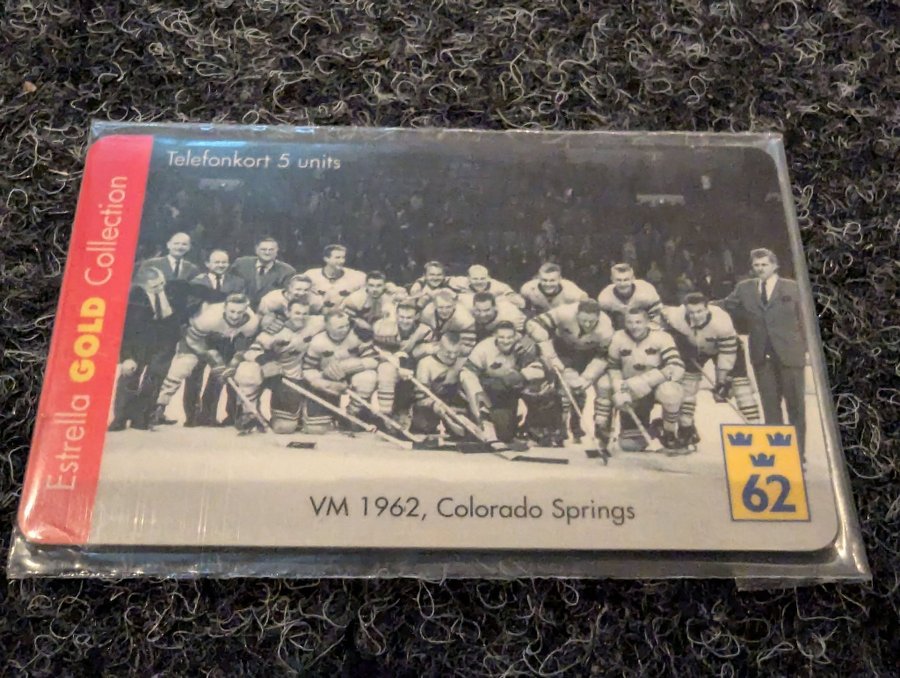 Telefonkort 5 units
Estrella GOLD Collection
VM 1962, Colorado Springs
62